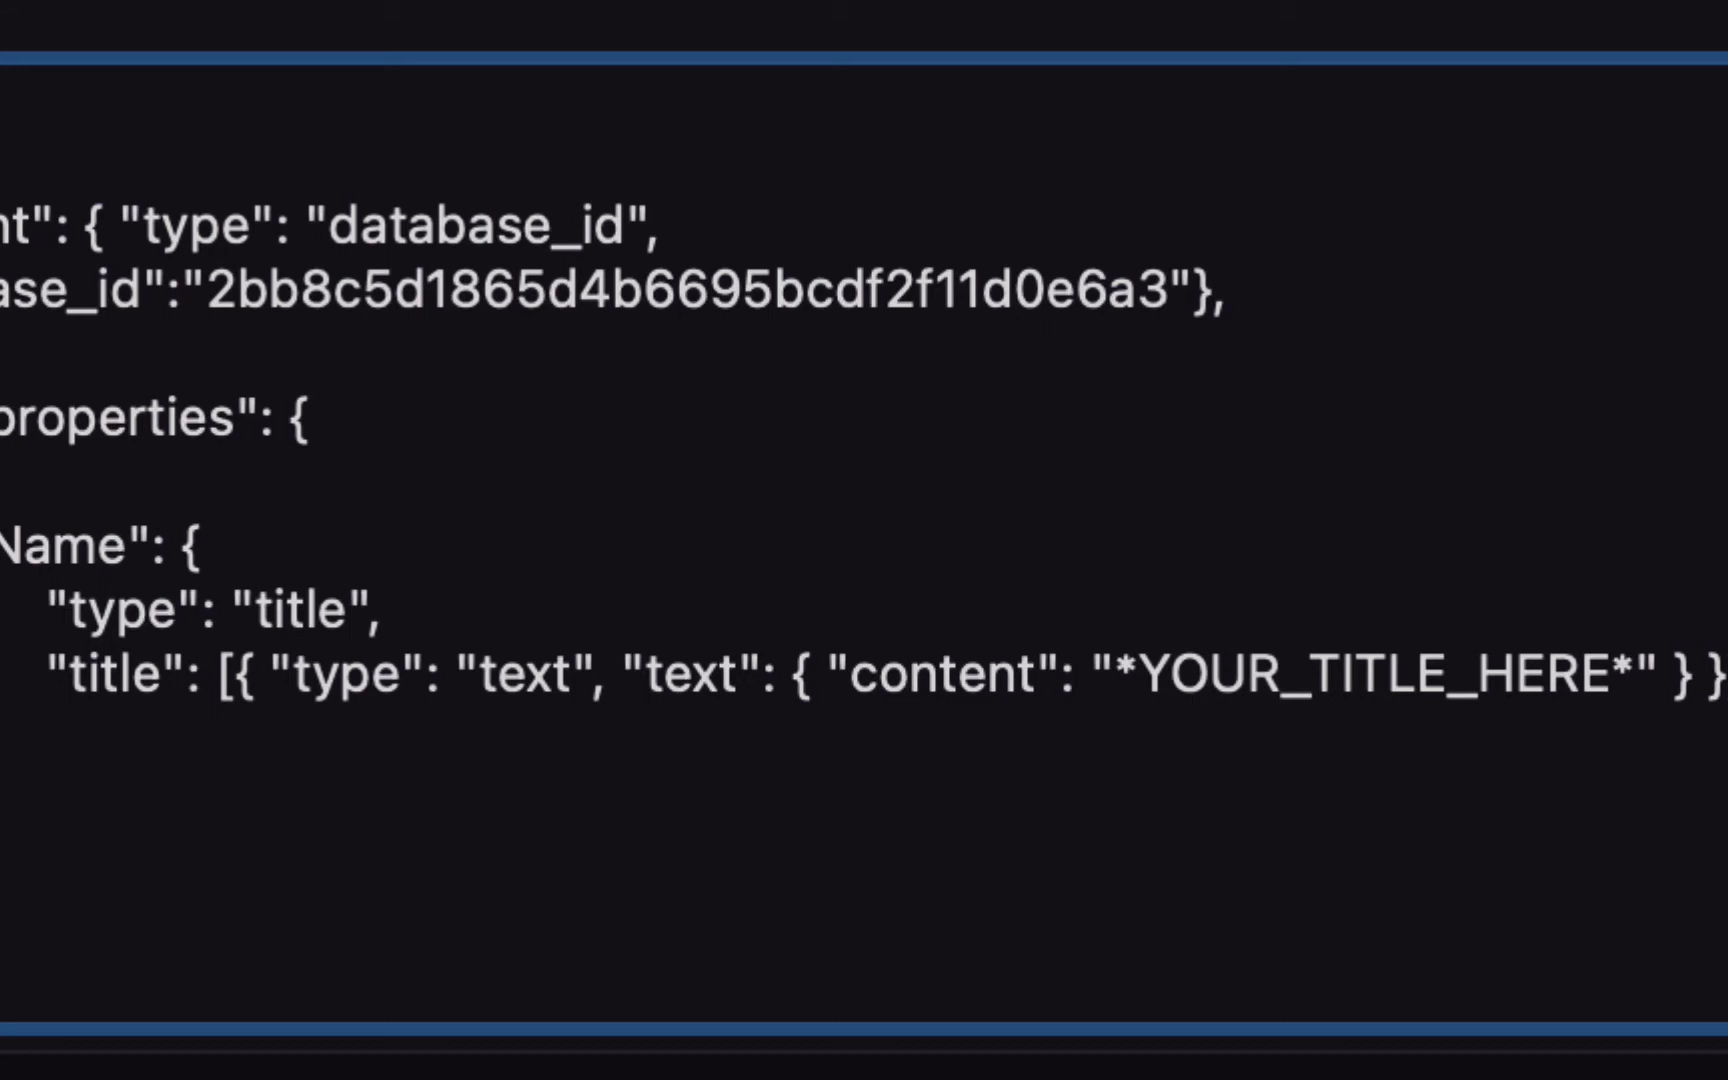 nt": { "type": "database_id",
ase_id":"2bb8c5d1865d4b6695bcdf2f11d0e6a3"},
properties": {
Name": {
"type": "title",
"title": [{ "type": "text", "text": { "content": "*YOUR_TITLE_HERE*" } }